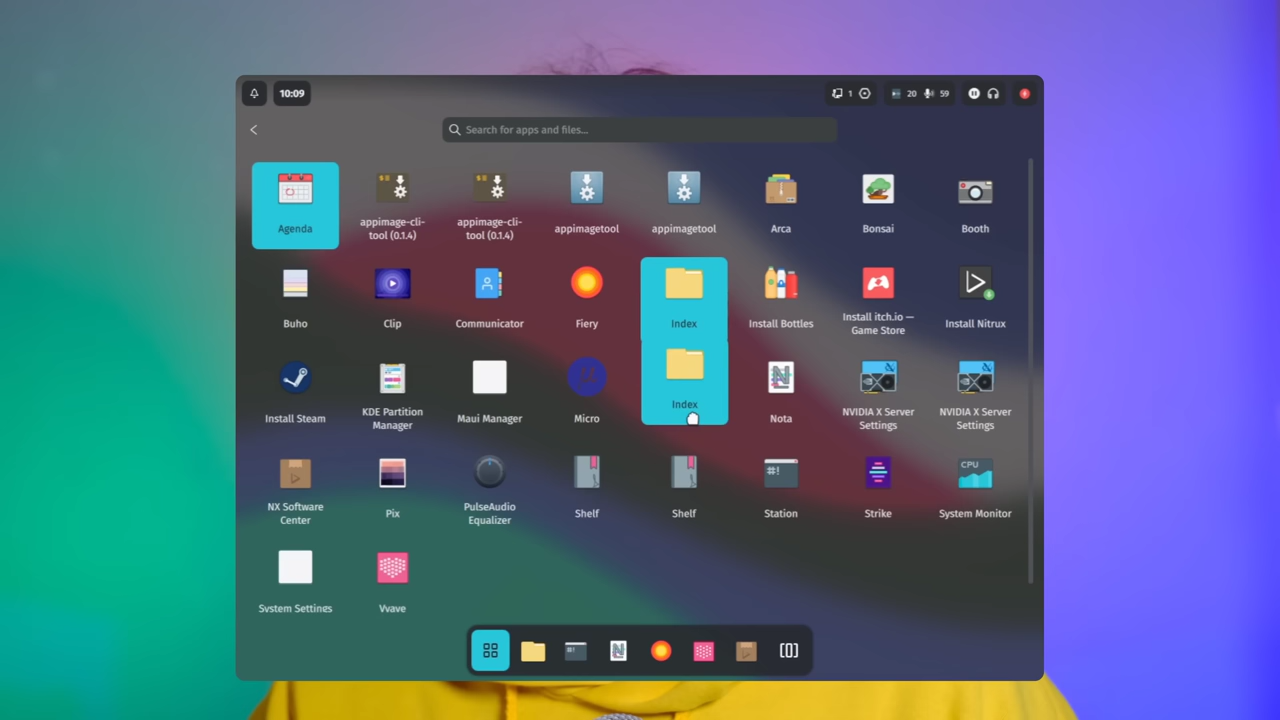 10:09
1
20
59
Search for apps and files...
Agenda
appimage-cli-
tool (0.1.4)
appimage-cli-
tool (0.1.4)
appimagetool
appimagetool
Arca
Bonsai
Booth
Buho
Clip
Communicator
Fiery
Index
Install Bottles
Install itch.io —
Game Store
Install Nitrux
Install Steam
KDE Partition
Manager
Maui Manager
Micro
Index
Nota
NVIDIA X Server
Settings
NVIDIA X Server
Settings
#!
CPU
NX Software
Center
Pix
PulseAudio
Equalizer
Shelf
Shelf
Station
Strike
System Monitor
System Settings
Vvave